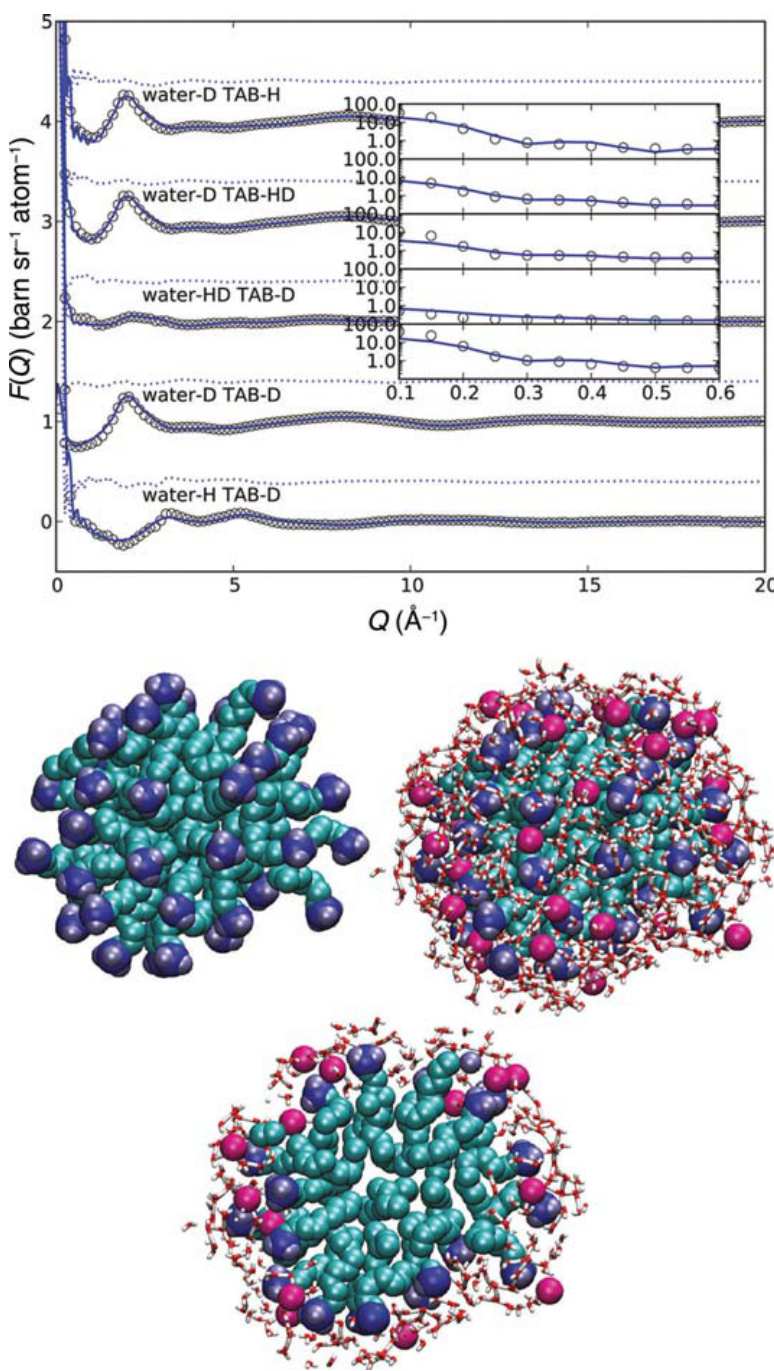 5
4
3
2
1
0
F(Q) (barn sr⁻¹ atom⁻¹)
water-D TAB-H
water-D TAB-HD
water-HD TAB-D
water-D TAB-D
water-H TAB-D
100.0
10.0
1.0
100.0
10.0
1.0
100.0
10.0
1.0
100.0
10.0
1.0
100.0
10.0
1.0
0.1 0.2 0.3 0.4 0.5 0.6
0 5 10 15 20
Q (Å⁻¹)